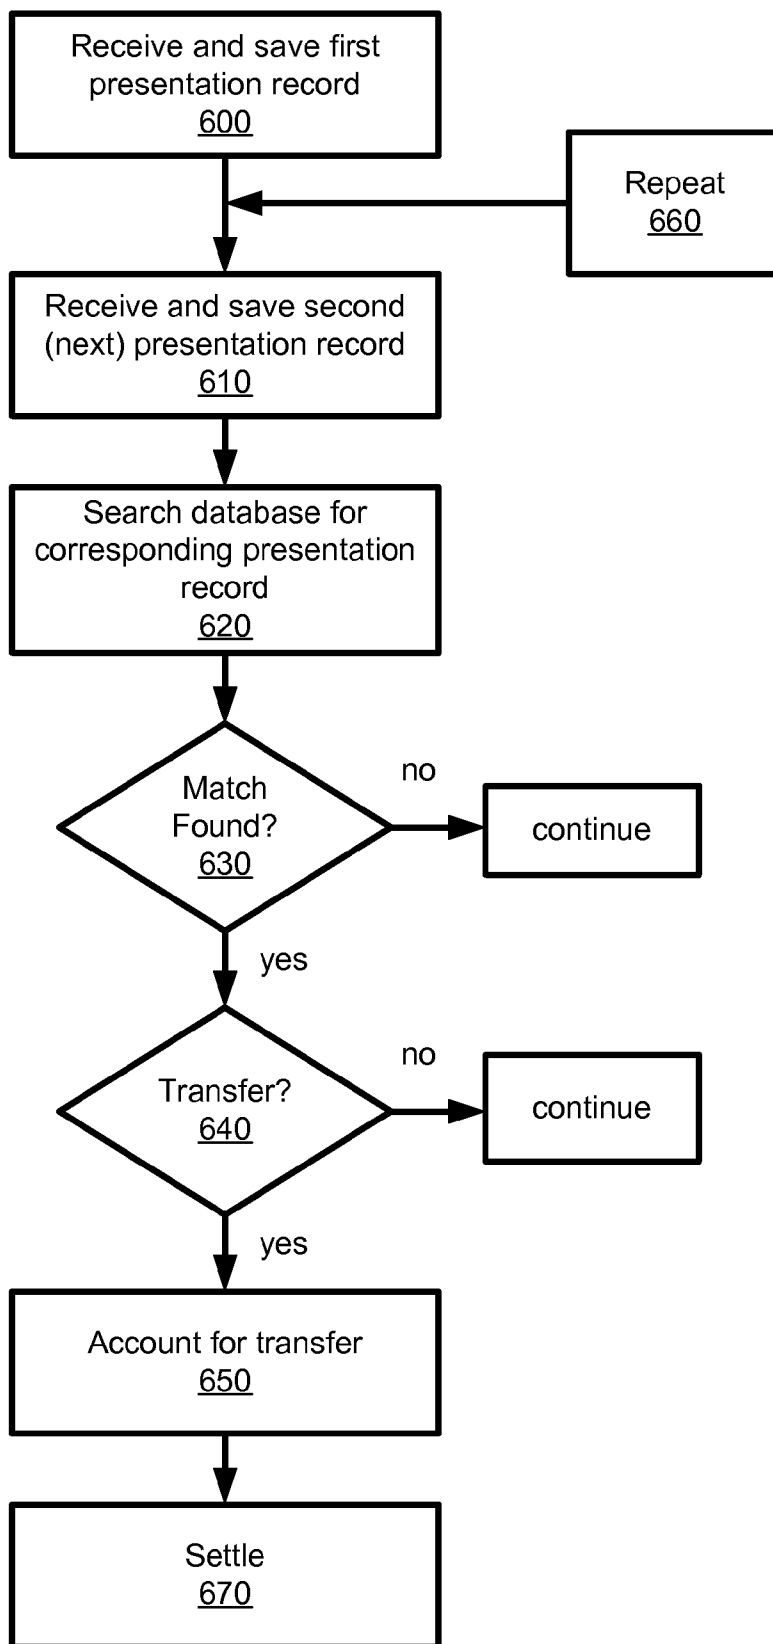 Receive and save first
presentation record
600
Repeat
660
Receive and save second
(next) presentation record
610
Search database for
corresponding presentation
record
620
Match
Found?
630
no
continue
yes
Transfer?
640
no
continue
yes
Account for transfer
650
Settle
670